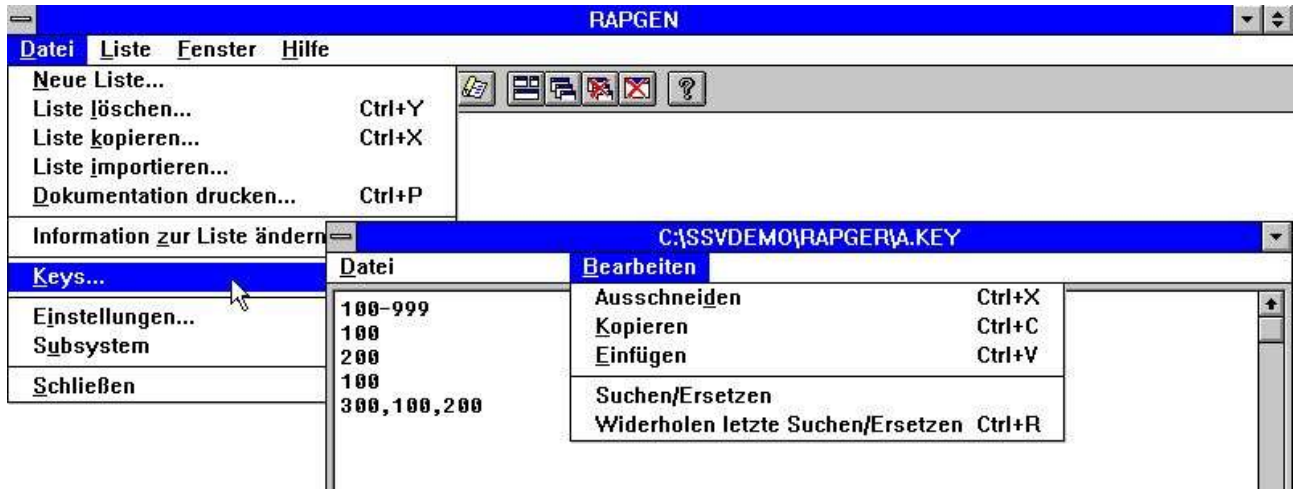 RAPGEN
Datei Liste Fenster Hilfe
Neue Liste...
Liste löschen... Ctrl+Y
Liste kopieren... Ctrl+X
Liste importieren...
Dokumentation drucken... Ctrl+P
Information zur Liste ändern
Keys...
Einstellungen...
Subsystem
Schließen
?
C:\SSVDEMO\RAPGER\A.KEY
Datei Bearbeiten
100-999
100
200
100
300,100,200
Ausschneiden Ctrl+X
Kopieren Ctrl+C
Einfügen Ctrl+V
Suchen/Ersetzen
Widerholen letzte Suchen/Ersetzen Ctrl+R